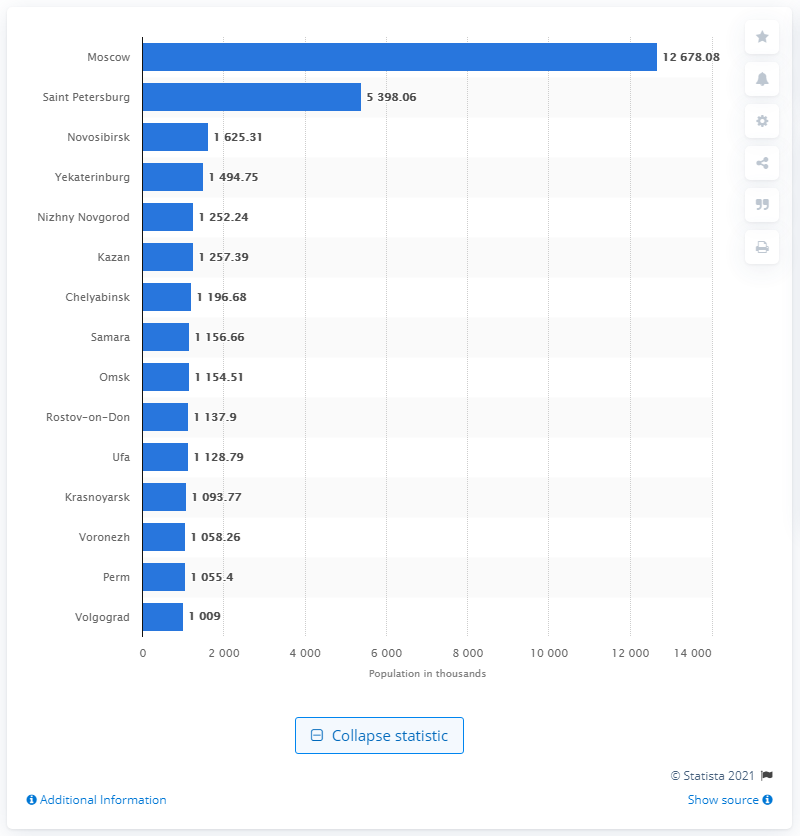 Moscow 12 678.08
Saint Petersburg 5 398.06
Novosibirsk 1 625.31
Yekaterinburg 1 494.75
Nizhny Novgorod 1 252.24
Kazan 1 257.39
Chelyabinsk 1 196.68
Samara 1 156.66
Omsk 1 154.51
Rostov-on-Don 1 137.9
Ufa 1 128.79
Krasnoyarsk 1 093.77
Voronezh 1 058.26
Perm 1 055.4
Volgograd 1 009
0 2 000 4 000 6 000 8 000 10 000 12 000 14 000
Population in thousands
Collapse statistic
© Statista 2021
Additional Information Show source